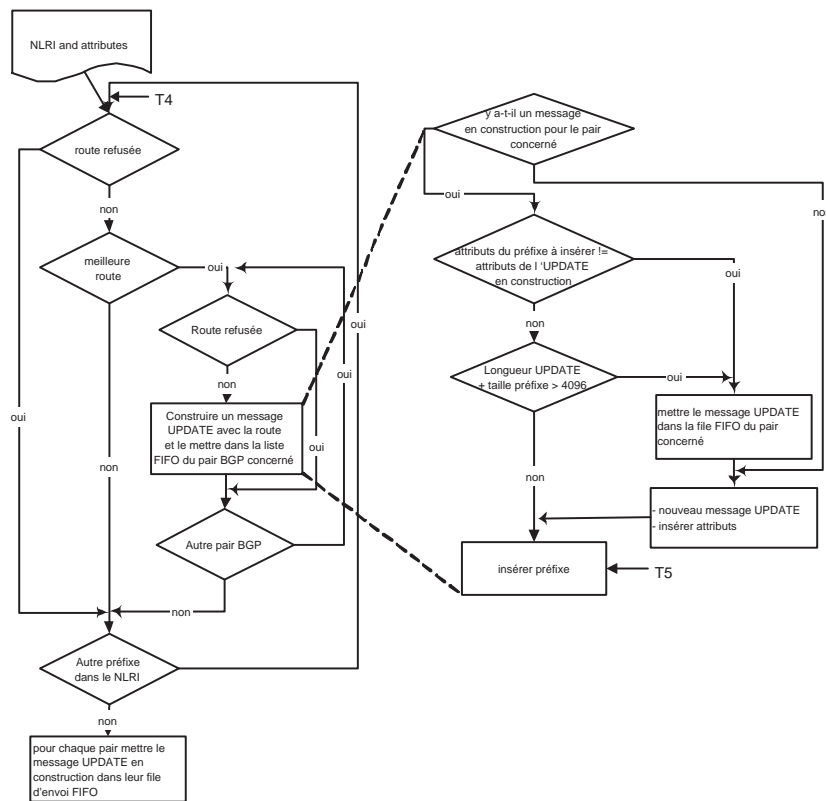 NLRI and attributes
T4
route refusée
oui
non
meilleure
route
oui
Route refusée
non
Construire un message
UPDATE avec la route
et le mettre dans la liste
FIFO du pair BGP concerné
oui
oui
oui
oui
non
Autre pair BGP
non
Autre préfixe
dans le NLRI
non
pour chaque pair mettre le
message UPDATE en
construction dans leur file
d'envoi FIFO
y a-t-il un message
en construction pour le pair
concerné
oui
no
attributs du préfixe à insérer !=
attributs de l 'UPDATE
en construction
oui
non
Longueur UPDATE
+ taille préfixe > 4096
oui
mettre le message UPDATE
dans la file FIFO du pair
concerné
non
- nouveau message UPDATE
- insérer attributs
insérer préfixe
T5